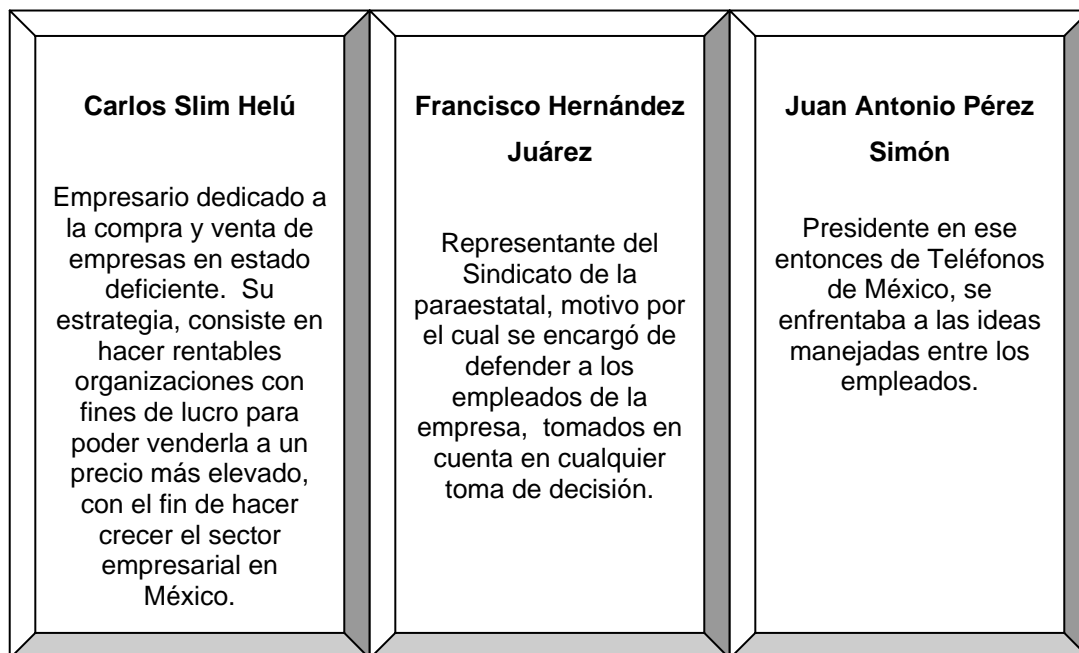 Carlos Slim Helú
Empresario dedicado a
la compra y venta de
empresas en estado
deficiente.  Su
estrategia, consiste en
hacer rentables
organizaciones con
fines de lucro para
poder venderla a un
precio más elevado,
con el fin de hacer
crecer el sector
empresarial en
México.
Francisco Hernández
Juárez
Representante del
Sindicato de la
paraestatal, motivo por
el cual se encargó de
defender a los
empleados de la
empresa,  tomados en
cuenta en cualquier
toma de decisión.
Juan Antonio Pérez
Simón
Presidente en ese
entonces de Teléfonos
de México, se
enfrentaba a las ideas
manejadas entre los
empleados.